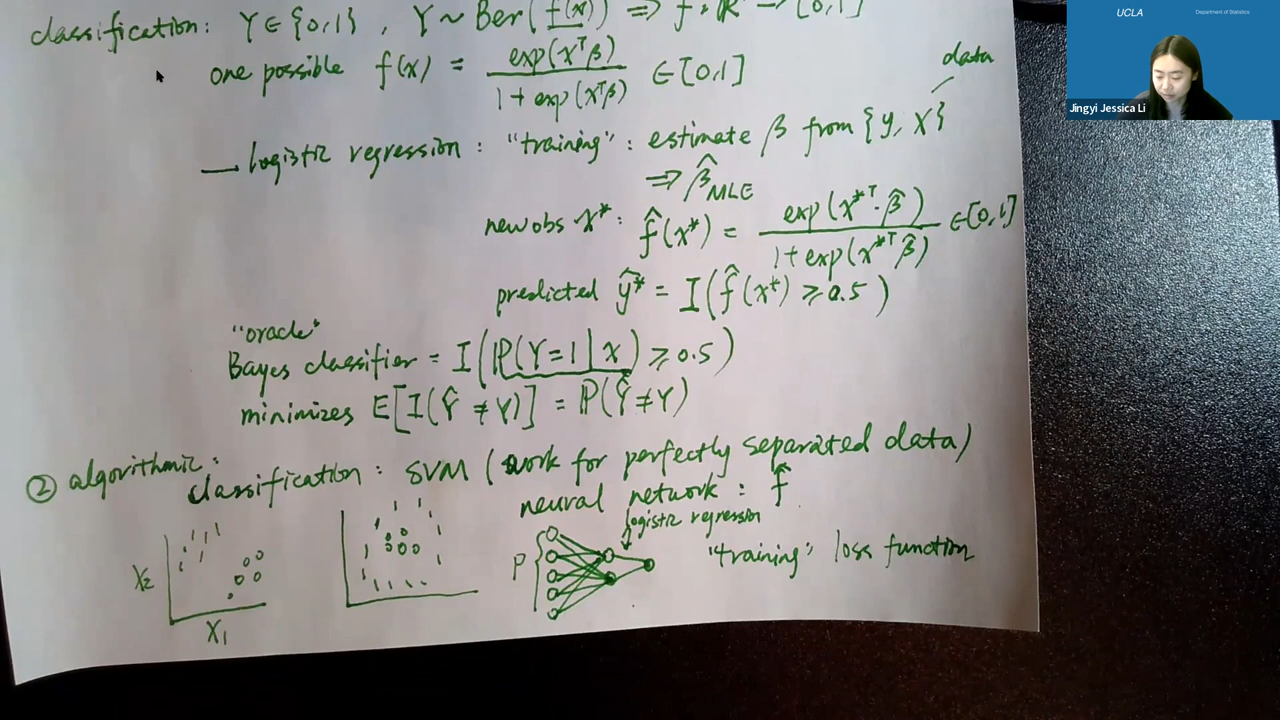 classification: Y ∈ {0,1} , Y ~ Ber(f(x)) ⇒ f: ℝ → [0,1]
one possible f(x) = exp(xᵀβ) / 1 + exp(xᵀβ) ∈ [0,1]
data
— logistic regression : "training" : estimate β from {y, X}
⇒ β̂_MLE
new obs x* : f̂(x*) = exp(x*ᵀ·β̂) / 1 + exp(x*ᵀβ̂) ∈ [0,1]
predicted ŷ* = I(f̂(x*) ≥ 0.5)
"oracle"
Bayes classifier = I(ℙ(Y=1|x) ≥ 0.5)
minimizes E[I(Ŷ ≠ Y)] = ℙ(Ŷ ≠ Y)
② algorithmic:
classification : SVM (work for perfectly separated data)
neural network : f̂
logistic regression
"training" loss function
X₂
X₁
P
UCLA
Department of Statistics
Jingyi Jessica Li